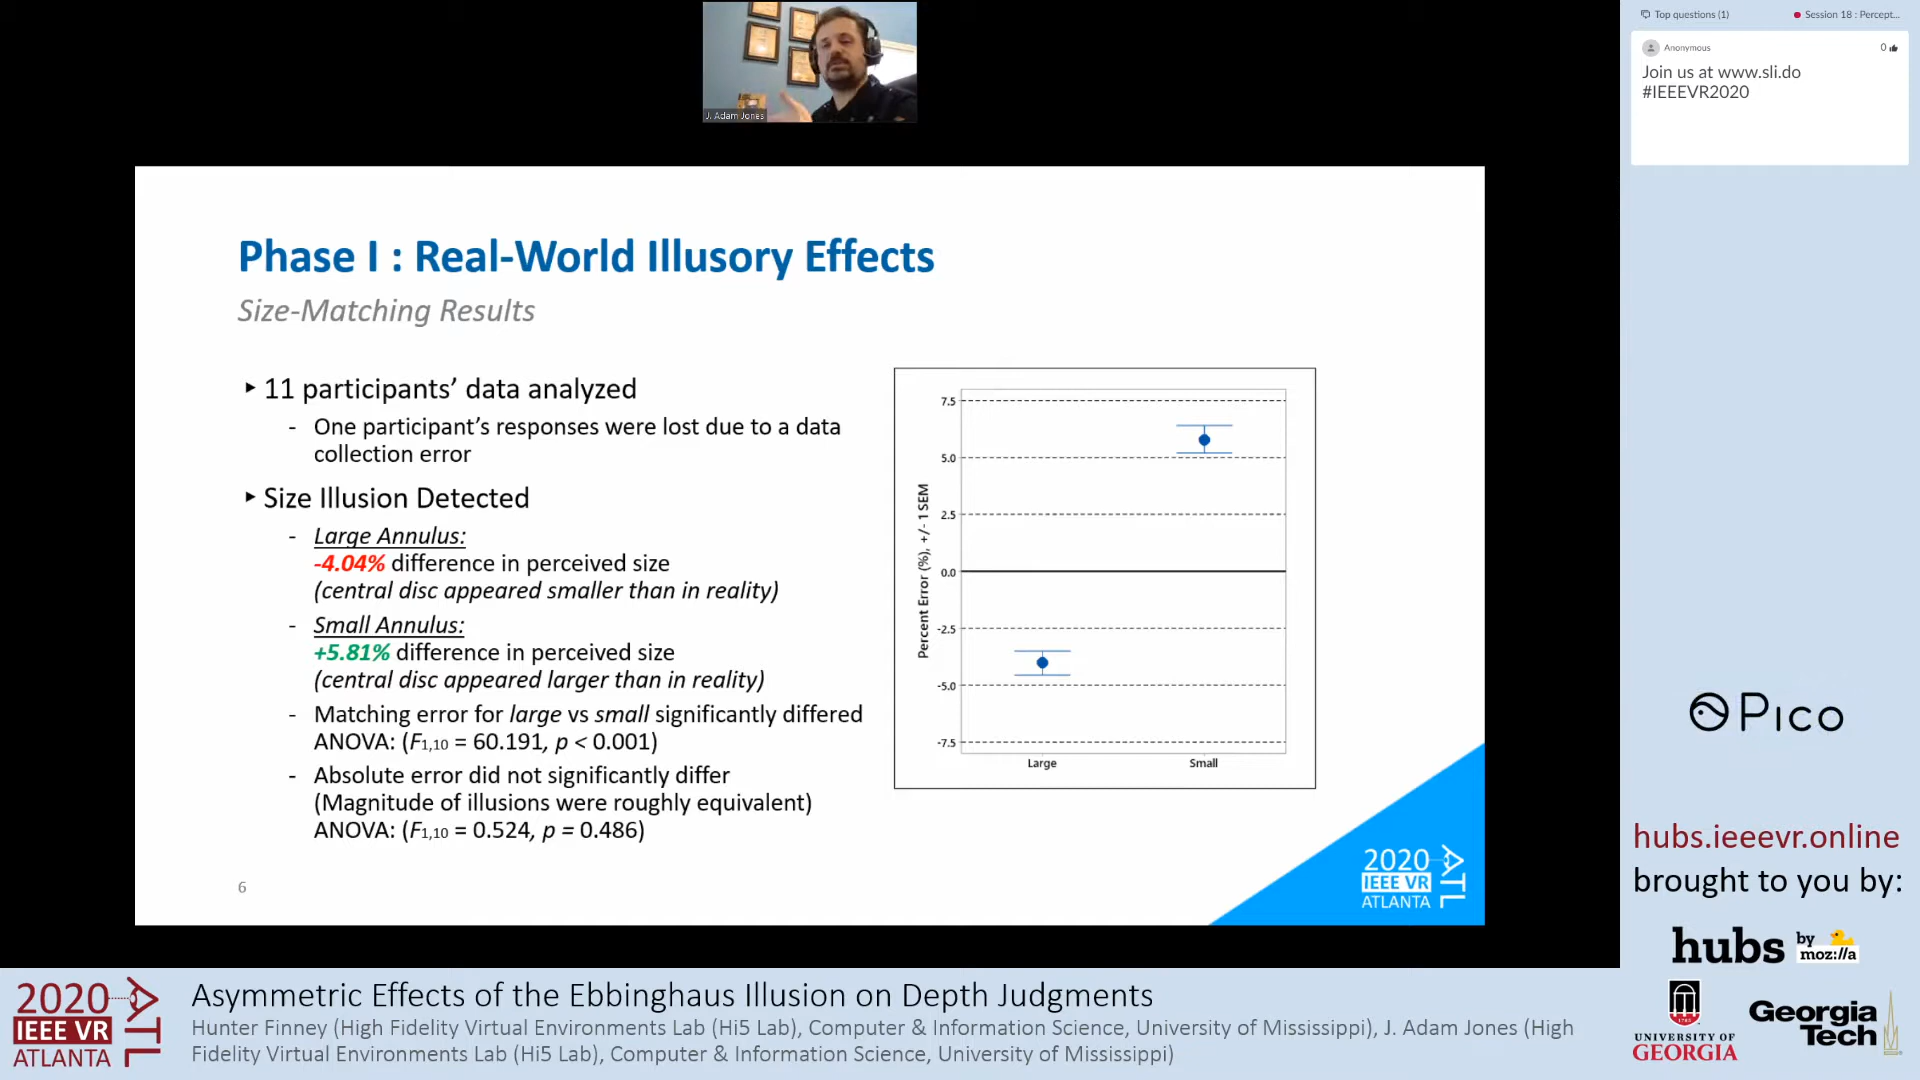 J. Adam Jones
Top questions (1)
Session 18 : Percept...
Anonymous
0
Join us at www.sli.do
#IEEEVR2020
Phase I : Real-World Illusory Effects
Size-Matching Results
‣ 11 participants’ data analyzed
- One participant’s responses were lost due to a data
collection error
‣ Size Illusion Detected
- Large Annulus:
-4.04% difference in perceived size
(central disc appeared smaller than in reality)
- Small Annulus:
+5.81% difference in perceived size
(central disc appeared larger than in reality)
- Matching error for large vs small significantly differed
ANOVA: (F1,10 = 60.191, p < 0.001)
- Absolute error did not significantly differ
(Magnitude of illusions were roughly equivalent)
ANOVA: (F1,10 = 0.524, p = 0.486)
6
Percent Error (%), +/- 1 SEM
7.5
5.0
2.5
0.0
-2.5
-5.0
-7.5
Large Small
2020
IEEE VR
ATLANTA
ATL
Pico
hubs.ieeevr.online
brought to you by:
hubs by
moz://a
UNIVERSITY OF
GEORGIA
Georgia
Tech
2020
IEEE VR
ATLANTA
ATL
Asymmetric Effects of the Ebbinghaus Illusion on Depth Judgments
Hunter Finney (High Fidelity Virtual Environments Lab (Hi5 Lab), Computer & Information Science, University of Mississippi), J. Adam Jones (High
Fidelity Virtual Environments Lab (Hi5 Lab), Computer & Information Science, University of Mississippi)